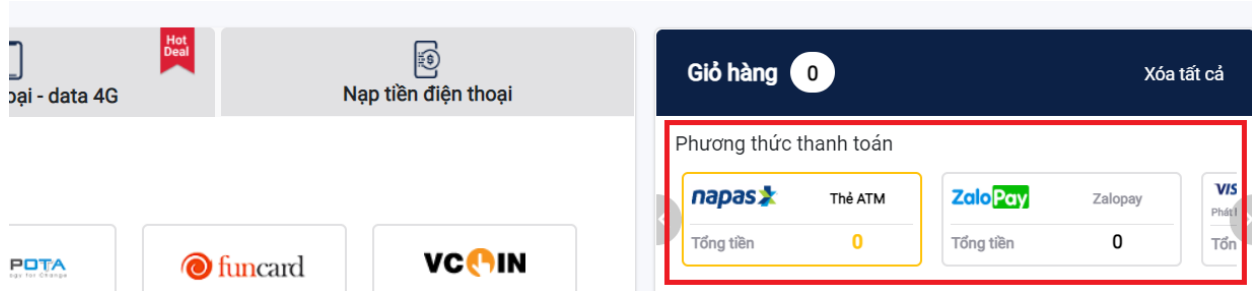 Hot
Deal
oại - data 4G
Nạp tiền điện thoại
Giỏ hàng 0
Xóa tất cả
Phương thức thanh toán
napas Thẻ ATM
Tổng tiền 0
ZaloPay Zalopay
Tổng tiền 0
VIS
Phát
Tổn
POTA
funcard
VCOIN